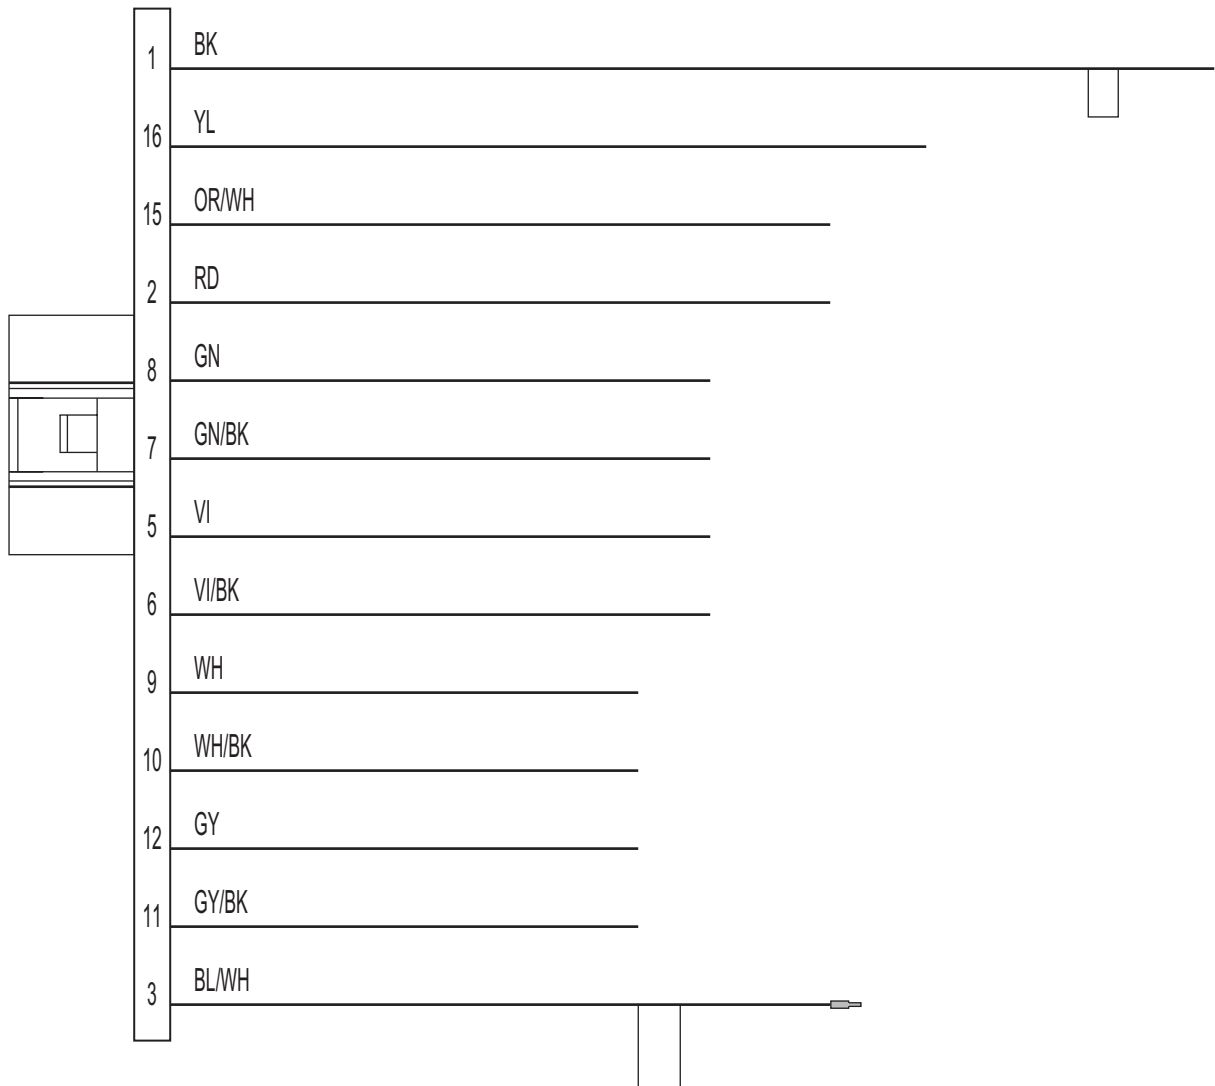 1 BK
16 YL
15 OR/WH
2 RD
8 GN
7 GN/BK
5 VI
6 VI/BK
9 WH
10 WH/BK
12 GY
11 GY/BK
3 BL/WH